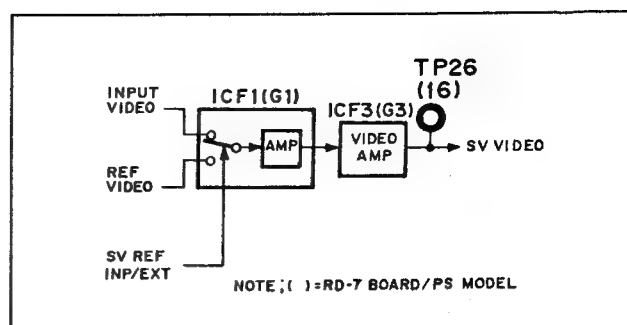 TP26
(16)
ICF1(G1)
ICF3(G3)
INPUT
VIDEO
AMP
VIDEO
AMP
SV VIDEO
REF
VIDEO
SV REF
INP/EXT
NOTE;( )=RD-7 BOARD/PS MODEL